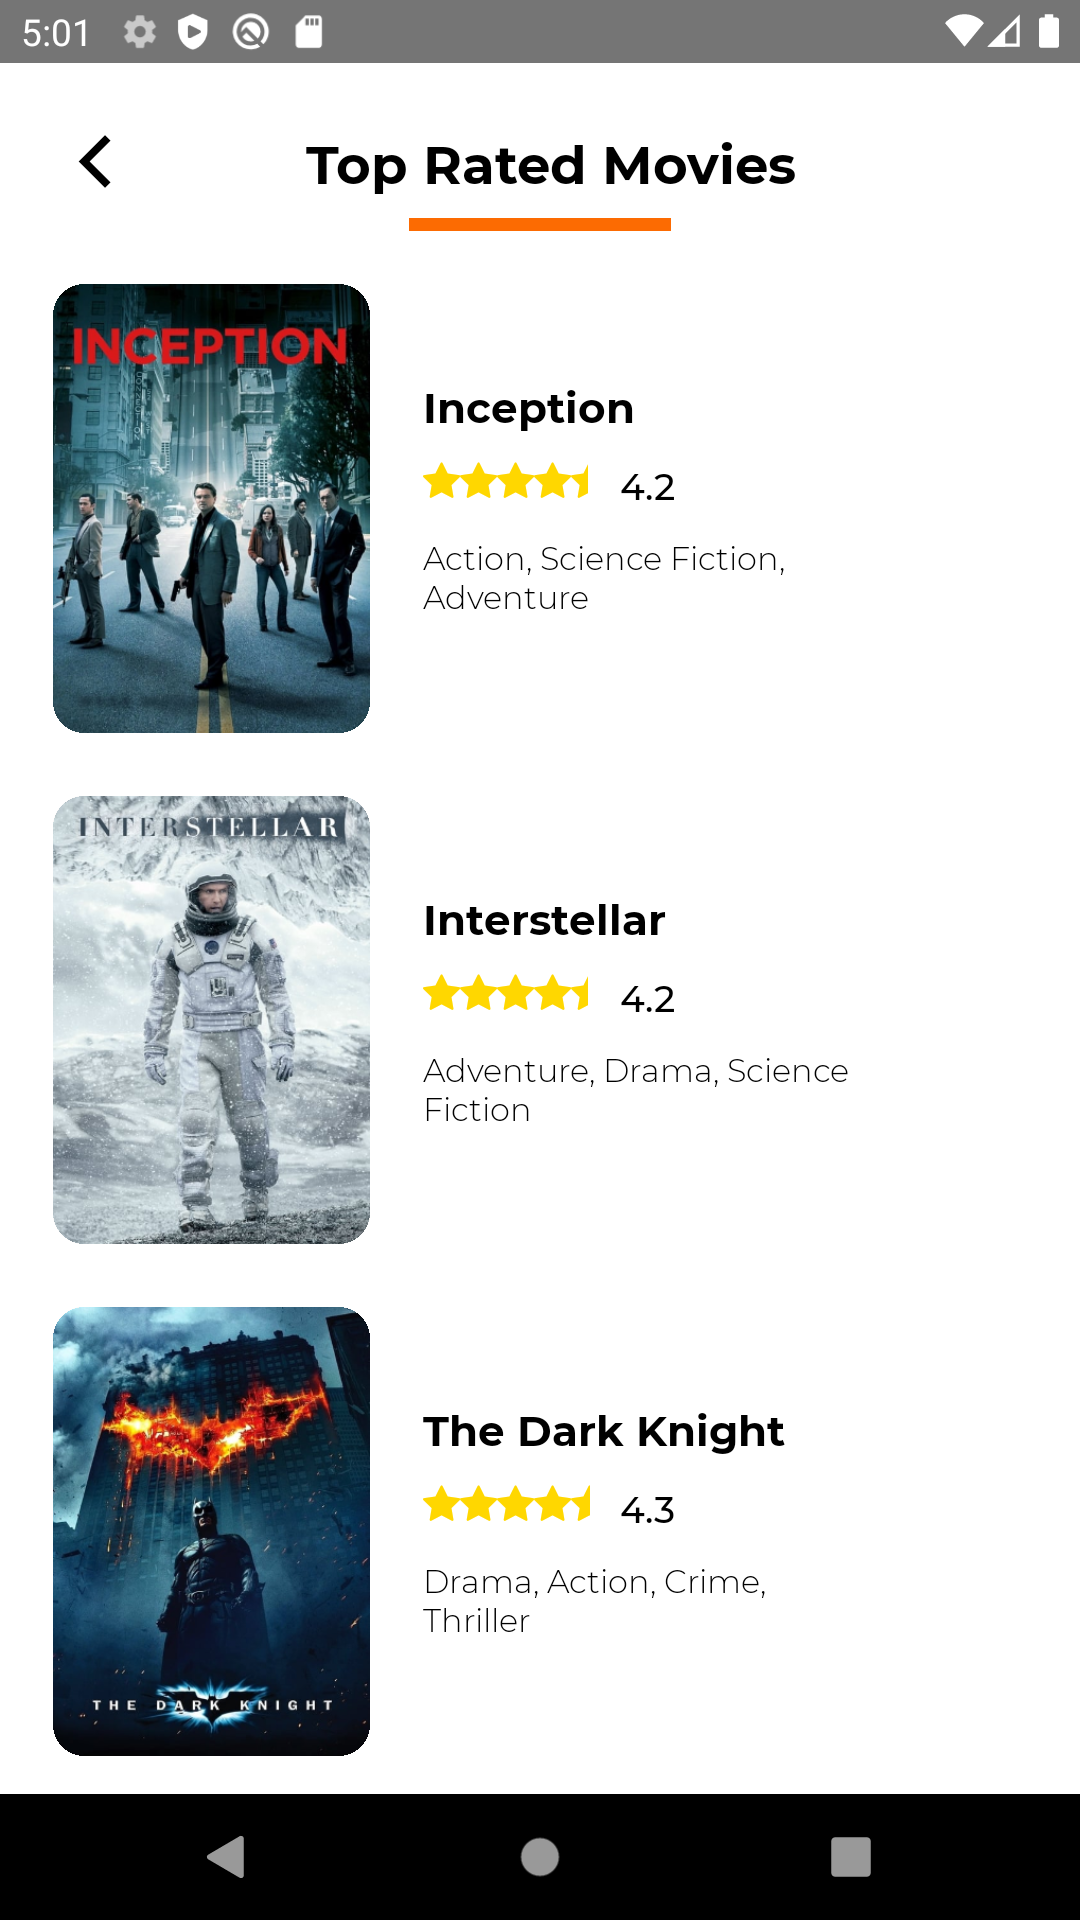 5:01
Top Rated Movies
INCEPTION
Inception
4.2
Action, Science Fiction,
Adventure
INTERSTELLAR
Interstellar
4.2
Adventure, Drama, Science
Fiction
The Dark Knight
4.3
Drama, Action, Crime,
Thriller
THE DARK KNIGHT